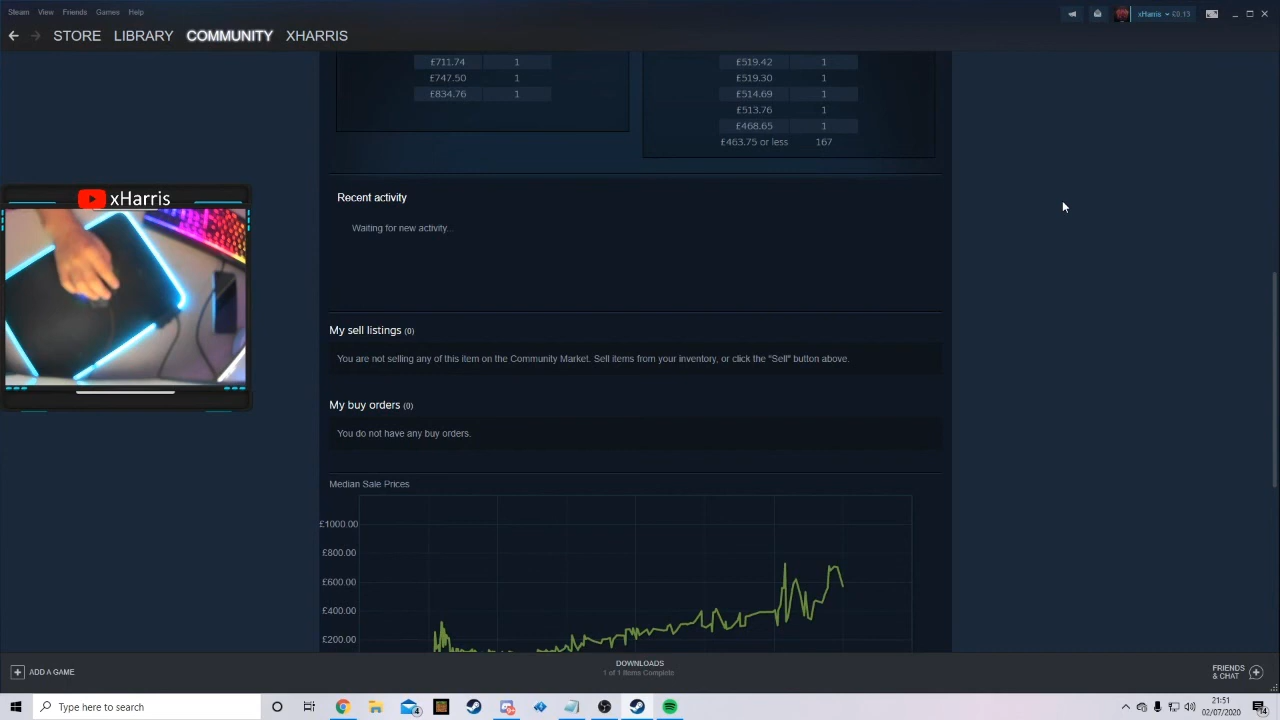 Steam View Friends Games Help
xHarris £0.13
STORE LIBRARY COMMUNITY XHARRIS
£711.74 1
£747.50 1
£834.76 1
£519.42 1
£519.30 1
£514.69 1
£513.76 1
£468.65 1
£463.75 or less 167
Recent activity
Waiting for new activity...
xHarris
My sell listings (0)
You are not selling any of this item on the Community Market. Sell items from your inventory, or click the "Sell" button above.
My buy orders (0)
You do not have any buy orders.
Median Sale Prices
£1000.00
£800.00
£600.00
£400.00
£200.00
ADD A GAME
DOWNLOADS
1 of 1 Items Complete
FRIENDS
& CHAT
Type here to search
4
21:51
02/07/2020